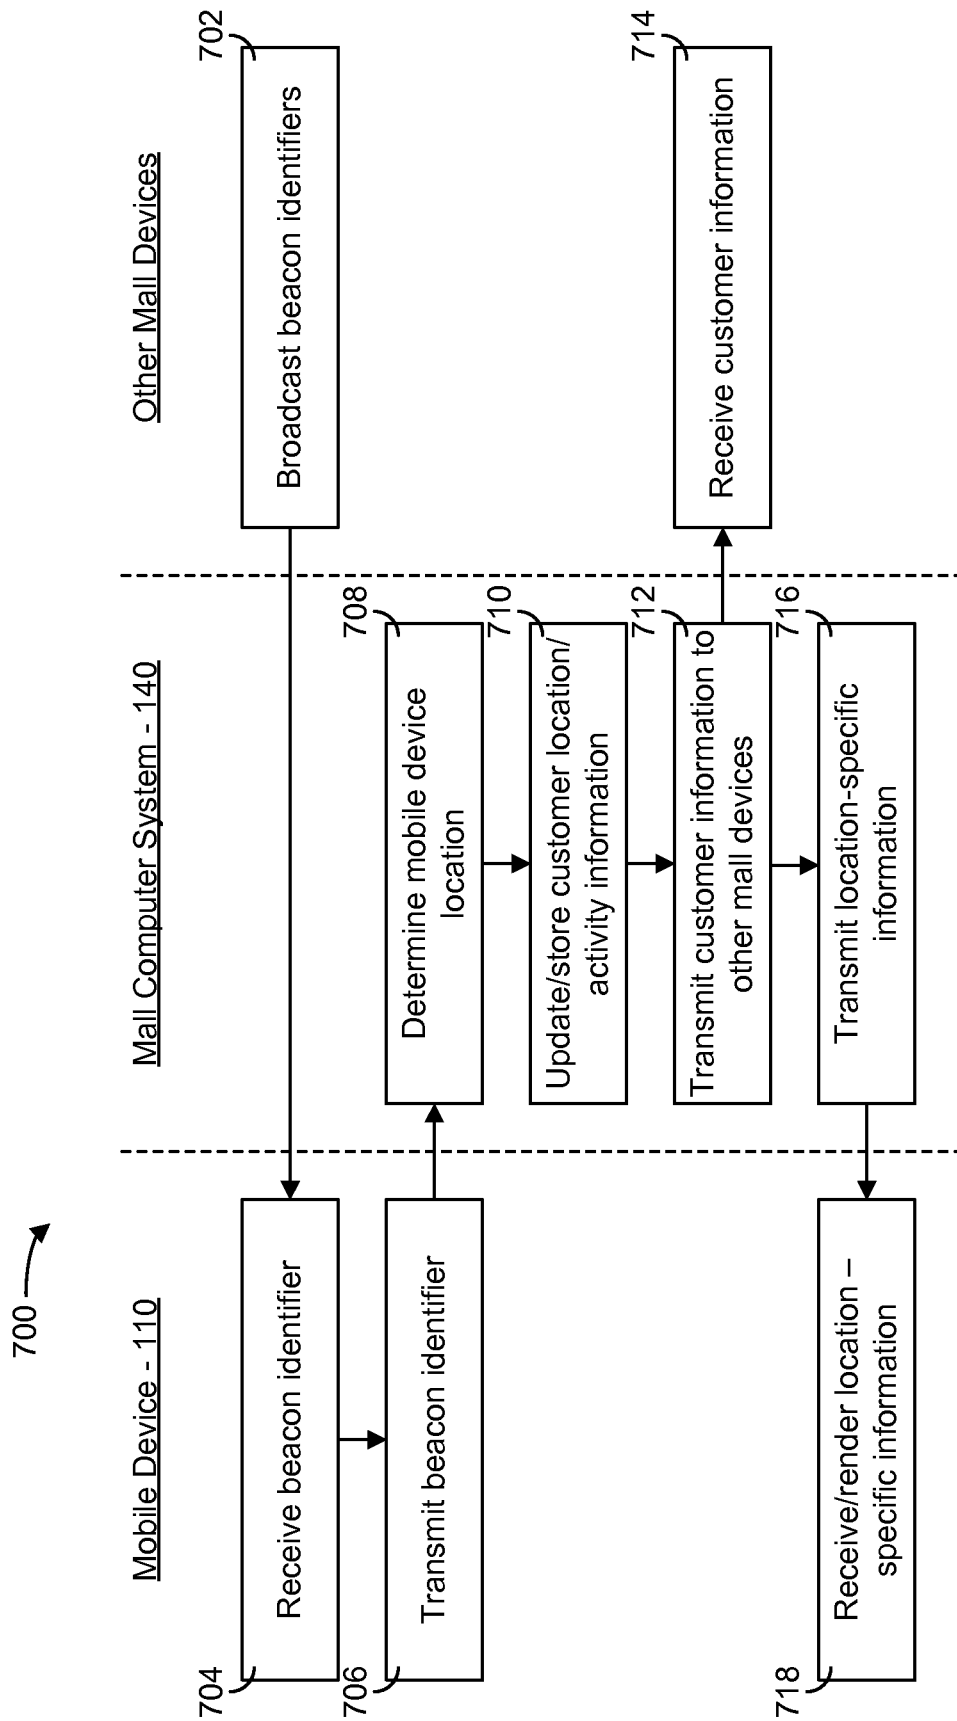 700
Mobile Device - 110
Mall Computer System - 140
Other Mall Devices
702
Broadcast beacon identifiers
704
Receive beacon identifier
706
Transmit beacon identifier
708
Determine mobile device
location
710
Update/store customer location/
activity information
712
Transmit customer information to
other mall devices
714
Receive customer information
716
Transmit location-specific
information
718
Receive/render location –
specific information